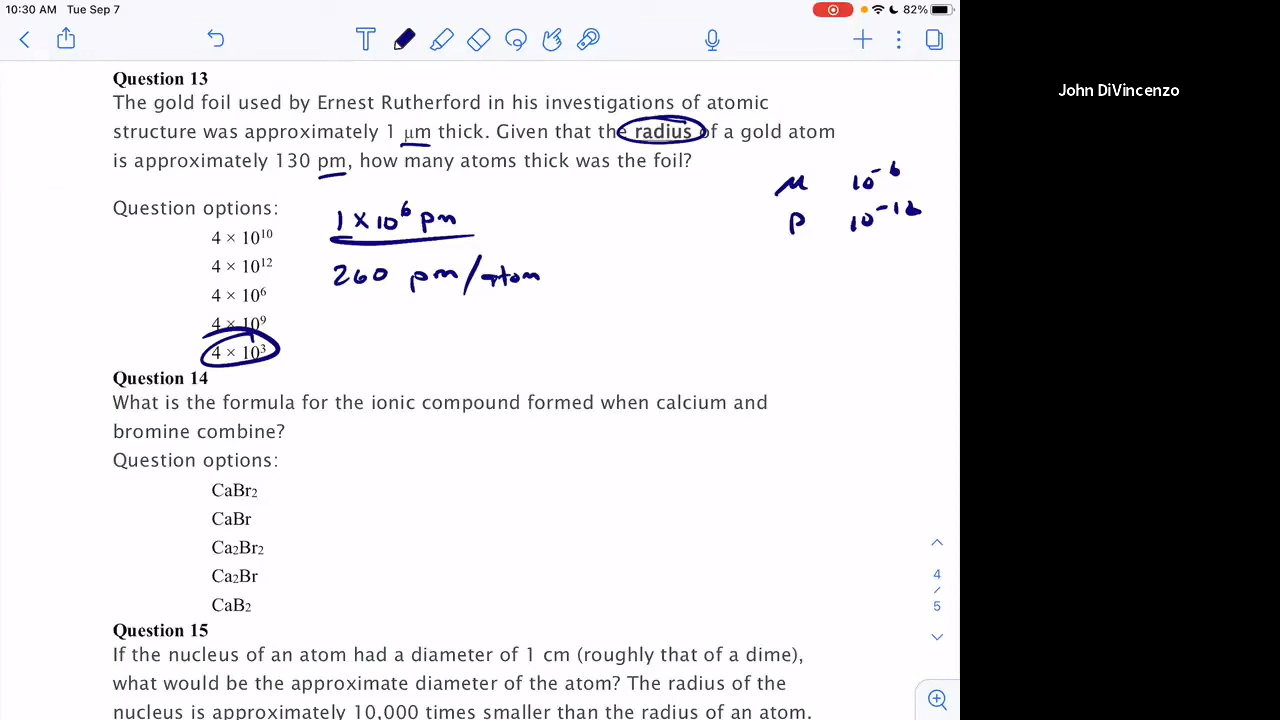 10:30 AM Tue Sep 7
82%
John DiVincenzo
Question 13
The gold foil used by Ernest Rutherford in his investigations of atomic
structure was approximately 1 μm thick. Given that the radius of a gold atom
is approximately 130 pm, how many atoms thick was the foil?
μ 10⁻⁶
p 10⁻¹²
Question options:
1 × 10⁶ pm
260 pm/atom
4 × 10¹⁰
4 × 10¹²
4 × 10⁶
4 × 10⁹
4 × 10³
Question 14
What is the formula for the ionic compound formed when calcium and
bromine combine?
Question options:
CaBr₂
CaBr
Ca₂Br₂
Ca₂Br
CaB₂
4
/
5
Question 15
If the nucleus of an atom had a diameter of 1 cm (roughly that of a dime),
what would be the approximate diameter of the atom? The radius of the
nucleus is approximately 10,000 times smaller than the radius of an atom.